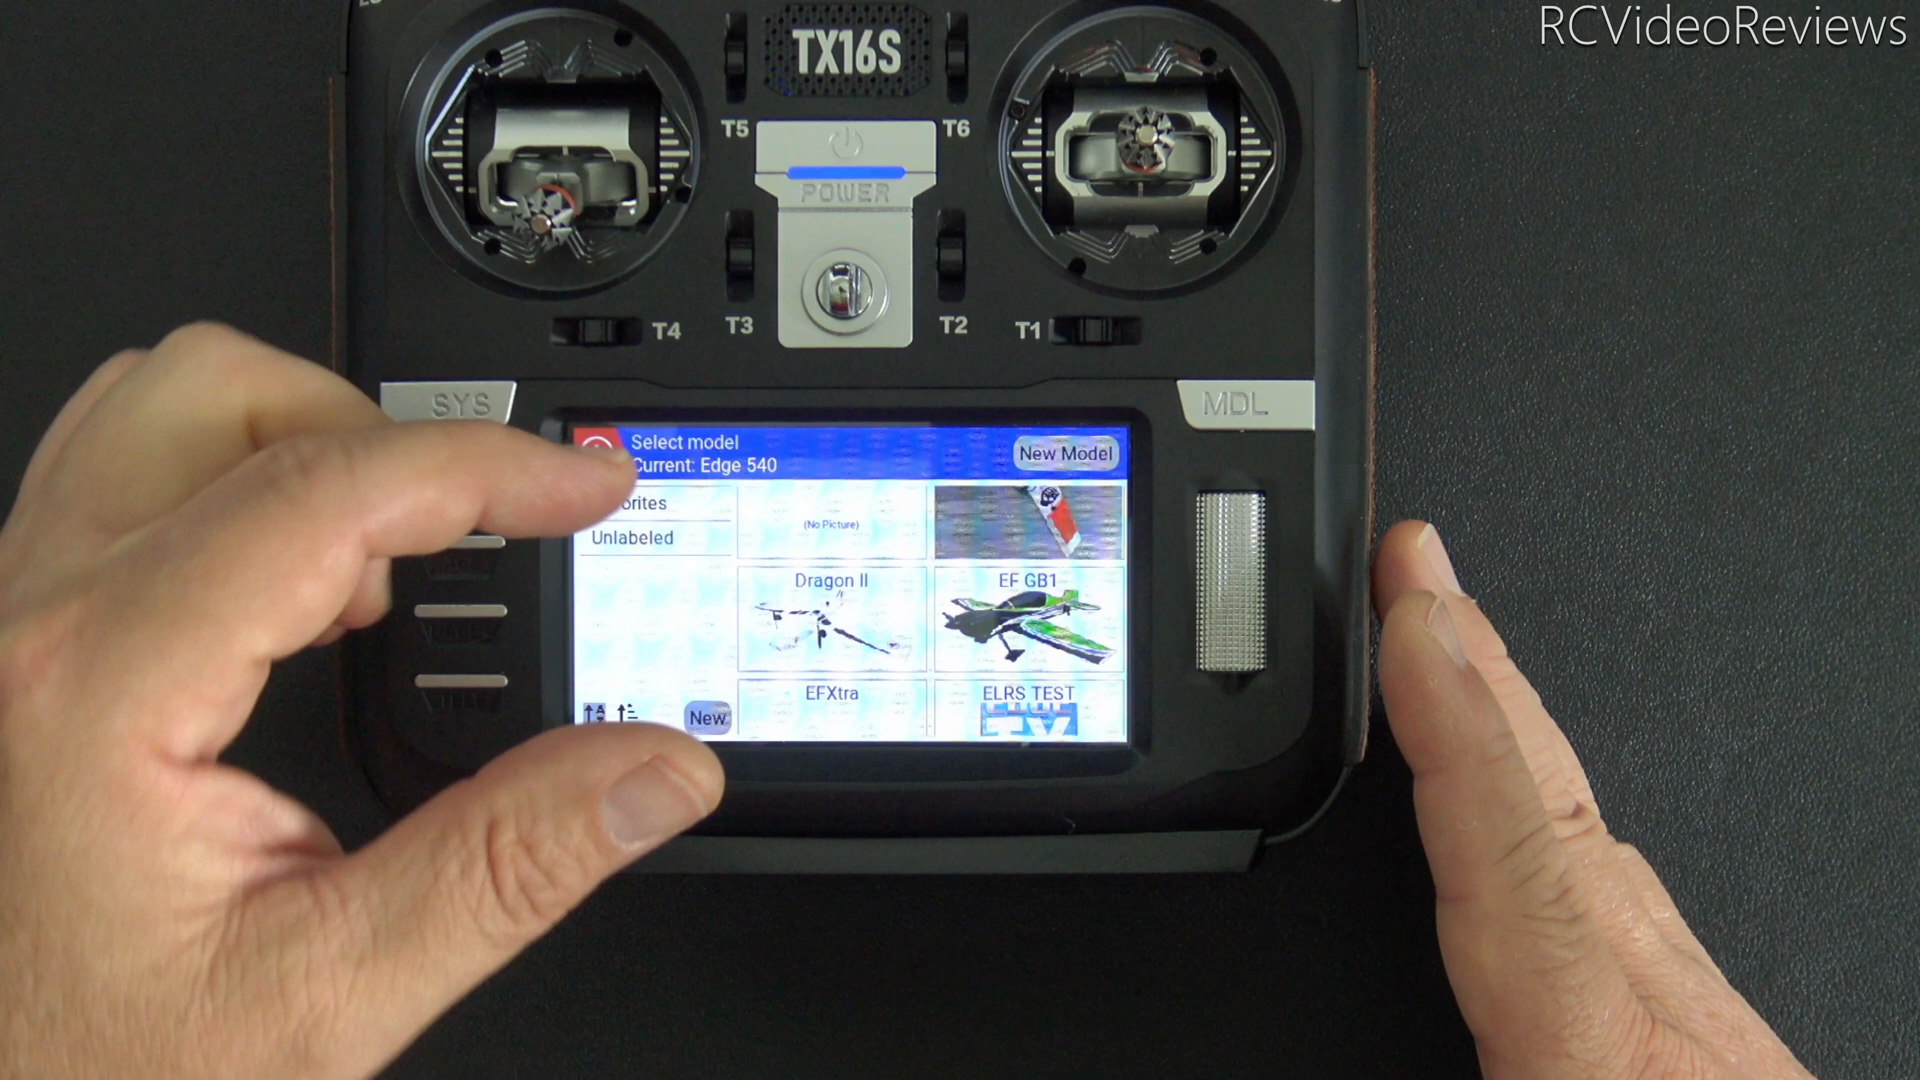 RCVideoReviews
TX16S
T5
T6
POWER
T4
T3
T2
T1
SYS
MDL
Select model
Current: Edge 540
New Model
orites
Unlabeled
(No Picture)
Dragon II
EF GB1
EFXtra
ELRS TEST
New